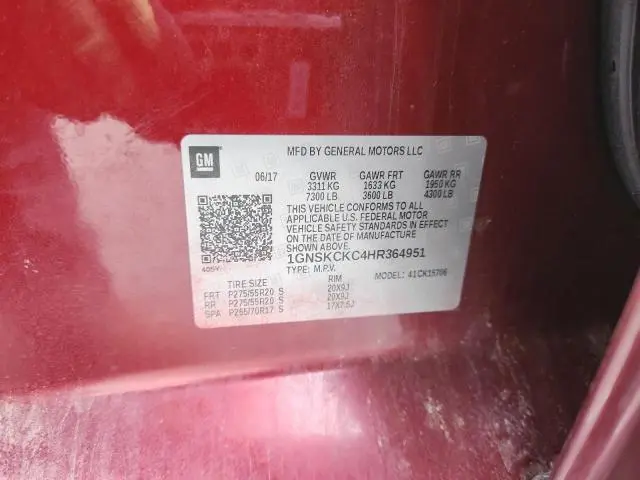 GM
MFD BY GENERAL MOTORS LLC
06/17 GVWR GAWR FRT GAWR RR
3311 KG 1633 KG 1950 KG
7300 LB 3600 LB 4300 LB
THIS VEHICLE CONFORMS TO ALL
APPLICABLE U.S. FEDERAL MOTOR
VEHICLE SAFETY STANDARDS IN EFFECT
ON THE DATE OF MANUFACTURE
SHOWN ABOVE.
1GNSKCKC4HR364951
405V TYPE: M.P.V. MODEL: 41CK15706
TIRE SIZE RIM
FRT P275/55R20 S 20X9J
RR P275/55R20 S 20X9J
SPA P265/70R17 S 17X7.5J